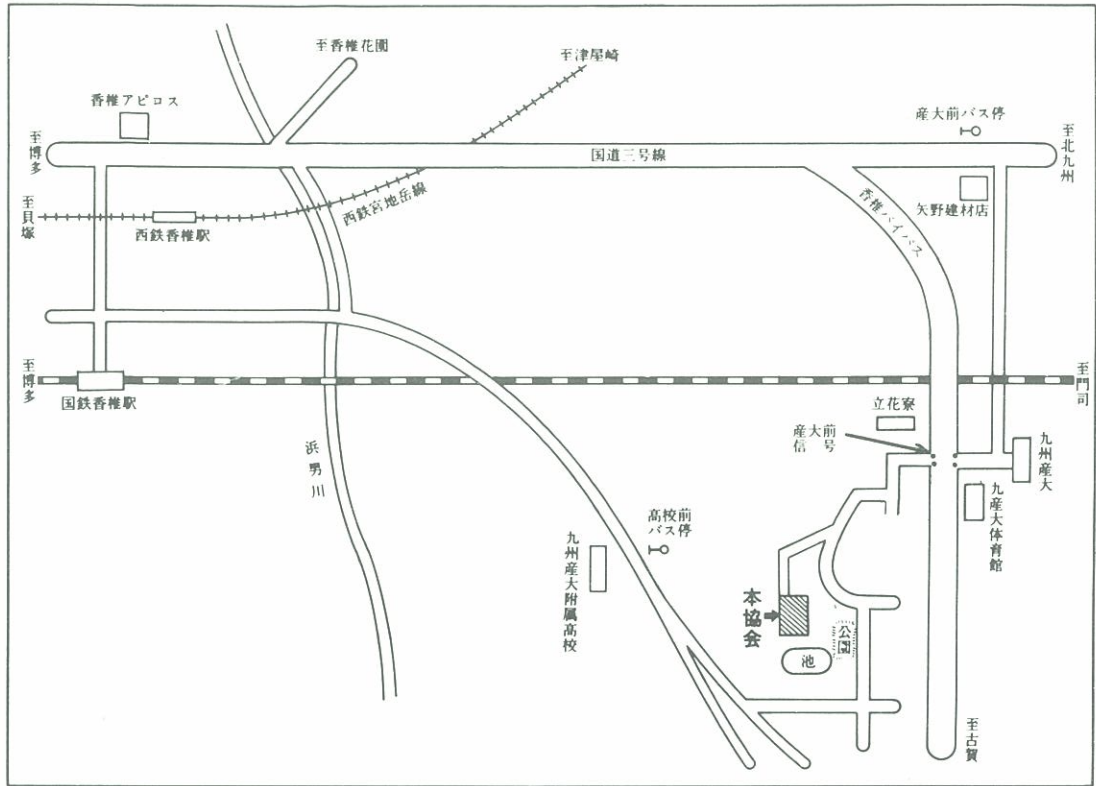 至香椎花園
至津屋崎
香椎アピロス
産大前バス停
至博多
国道三号線
至北九州
至貝塚
西鉄香椎駅
西鉄宮地岳線
香椎バイパス
矢野建材店
至博多
国鉄香椎駅
至門司
立花寮
産大前
信号
九州産大
浜男川
高校前
バス停
九産大体育館
九州産大附属高校
本協会
公園
池
至古賀